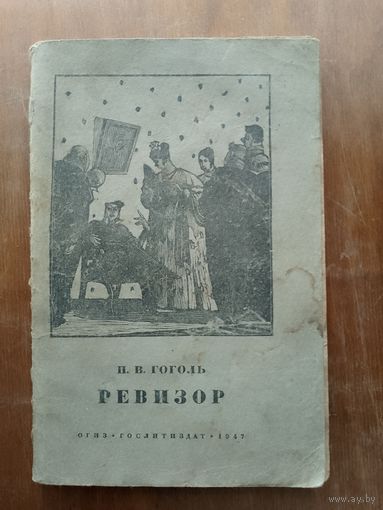 Н. В. ГОГОЛЬ
РЕВИЗОР
ОГИЗ • ГОСЛИТИЗДАТ • 1947
www.ay.by